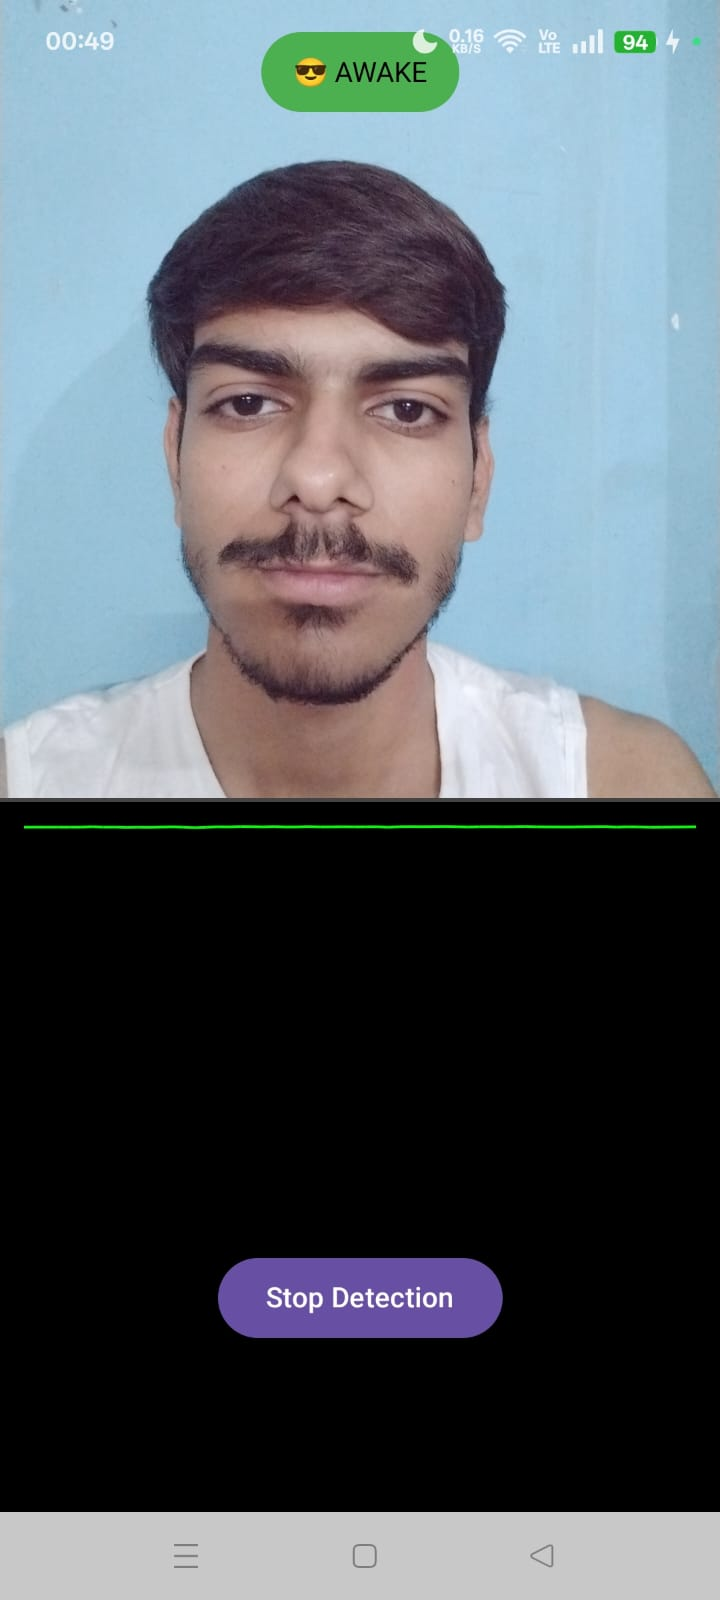 00:49
0.16
KB/S
Vo
LTE
94
😎 AWAKE
Stop Detection